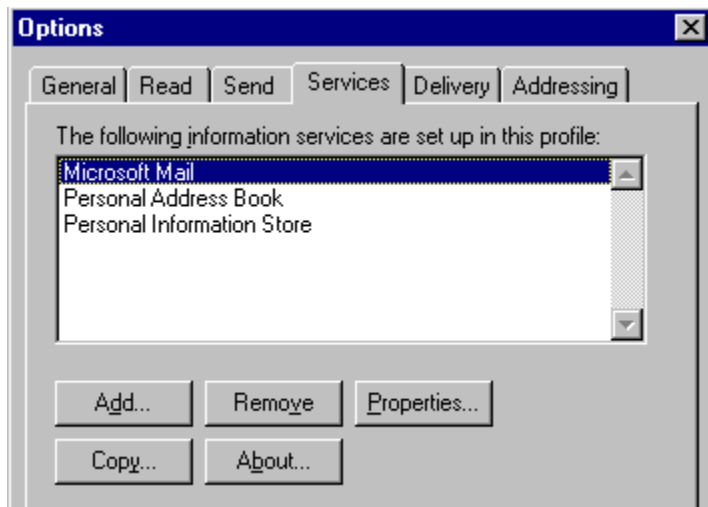 Options
General Read Send Services Delivery Addressing
The following information services are set up in this profile:
Microsoft Mail
Personal Address Book
Personal Information Store
Add... Remove Properties...
Copy... About...